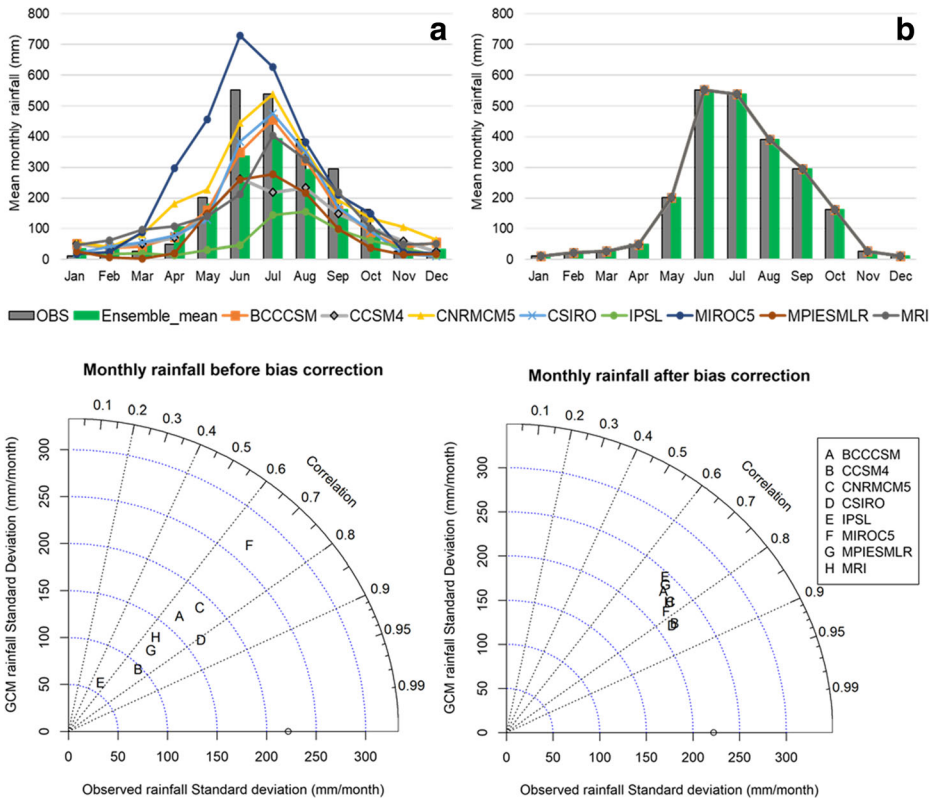 a
Mean monthly rainfall (mm)
800
700
600
500
400
300
200
100
0
Jan Feb Mar Apr May Jun Jul Aug Sep Oct Nov Dec
b
Mean monthly rainfall (mm)
800
700
600
500
400
300
200
100
0
Jan Feb Mar Apr May Jun Jul Aug Sep Oct Nov Dec
OBS Ensemble_mean BCCCSM CCSM4 CNRMCM5 CSIRO IPSL MIROC5 MPIESMLR MRI
Monthly rainfall before bias correction
GCM rainfall Standard Deviation (mm/month)
300
250
200
150
100
50
0
0.1 0.2 0.3 0.4 0.5 0.6 0.7 0.8 0.9 0.95 0.99
Correlation
F
C
A
H
D
G
B
E
0 50 100 150 200 250 300
Observed rainfall Standard deviation (mm/month)
Monthly rainfall after bias correction
GCM rainfall Standard Deviation (mm/month)
300
250
200
150
100
50
0
0.1 0.2 0.3 0.4 0.5 0.6 0.7 0.8 0.9 0.95 0.99
Correlation
E
G
A
H
F
B
D
0 50 100 150 200 250 300
Observed rainfall Standard deviation (mm/month)
A BCCCSM
B CCSM4
C CNRMCM5
D CSIRO
E IPSL
F MIROC5
G MPIESMLR
H MRI